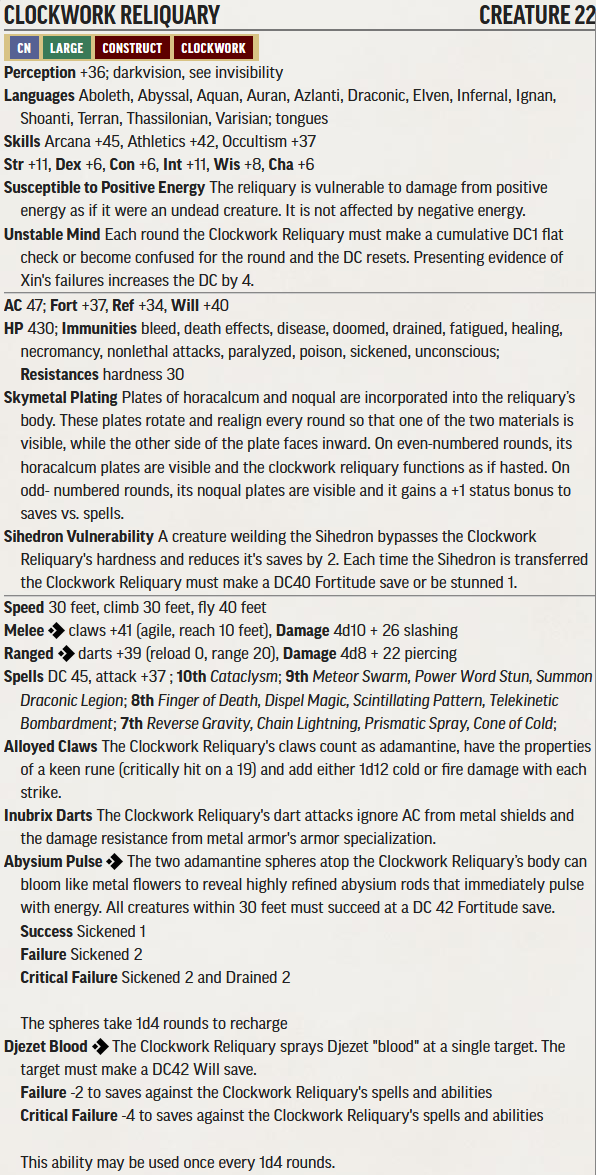 CLOCKWORK RELIQUARY CREATURE 22
CN LARGE CONSTRUCT CLOCKWORK
Perception +36; darkvision, see invisibility
Languages Aboleth, Abyssal, Aquan, Auran, Azlanti, Draconic, Elven, Infernal, Ignan,
Shoanti, Terran, Thassilonian, Varisian; tongues
Skills Arcana +45, Athletics +42, Occultism +37
Str +11, Dex +6, Con +6, Int +11, Wis +8, Cha +6
Susceptible to Positive Energy The reliquary is vulnerable to damage from positive
energy as if it were an undead creature. It is not affected by negative energy.
Unstable Mind Each round the Clockwork Reliquary must make a cumulative DC1 flat
check or become confused for the round and the DC resets. Presenting evidence of
Xin's failures increases the DC by 4.
AC 47; Fort +37, Ref +34, Will +40
HP 430; Immunities bleed, death effects, disease, doomed, drained, fatigued, healing,
necromancy, nonlethal attacks, paralyzed, poison, sickened, unconscious;
Resistances hardness 30
Skymetal Plating Plates of horacalcum and noqual are incorporated into the reliquary's
body. These plates rotate and realign every round so that one of the two materials is
visible, while the other side of the plate faces inward. On even-numbered rounds, its
horacalcum plates are visible and the clockwork reliquary functions as if hasted. On
odd- numbered rounds, its noqual plates are visible and it gains a +1 status bonus to
saves vs. spells.
Sihedron Vulnerability A creature weilding the Sihedron bypasses the Clockwork
Reliquary's hardness and reduces it's saves by 2. Each time the Sihedron is transferred
the Clockwork Reliquary must make a DC40 Fortitude save or be stunned 1.
Speed 30 feet, climb 30 feet, fly 40 feet
Melee claws +41 (agile, reach 10 feet), Damage 4d10 + 26 slashing
Ranged darts +39 (reload 0, range 20), Damage 4d8 + 22 piercing
Spells DC 45, attack +37 ; 10th Cataclysm; 9th Meteor Swarm, Power Word Stun, Summon
Draconic Legion; 8th Finger of Death, Dispel Magic, Scintillating Pattern, Telekinetic
Bombardment; 7th Reverse Gravity, Chain Lightning, Prismatic Spray, Cone of Cold;
Alloyed Claws The Clockwork Reliquary's claws count as adamantine, have the properties
of a keen rune (critically hit on a 19) and add either 1d12 cold or fire damage with each
strike.
Inubrix Darts The Clockwork Reliquary's dart attacks ignore AC from metal shields and
the damage resistance from metal armor's armor specialization.
Abysium Pulse The two adamantine spheres atop the Clockwork Reliquary's body can
bloom like metal flowers to reveal highly refined abysium rods that immediately pulse
with energy. All creatures within 30 feet must succeed at a DC 42 Fortitude save.
Success Sickened 1
Failure Sickened 2
Critical Failure Sickened 2 and Drained 2
The spheres take 1d4 rounds to recharge
Djezet Blood The Clockwork Reliquary sprays Djezet "blood" at a single target. The
target must make a DC42 Will save.
Failure -2 to saves against the Clockwork Reliquary's spells and abilities
Critical Failure -4 to saves against the Clockwork Reliquary's spells and abilities
This ability may be used once every 1d4 rounds.